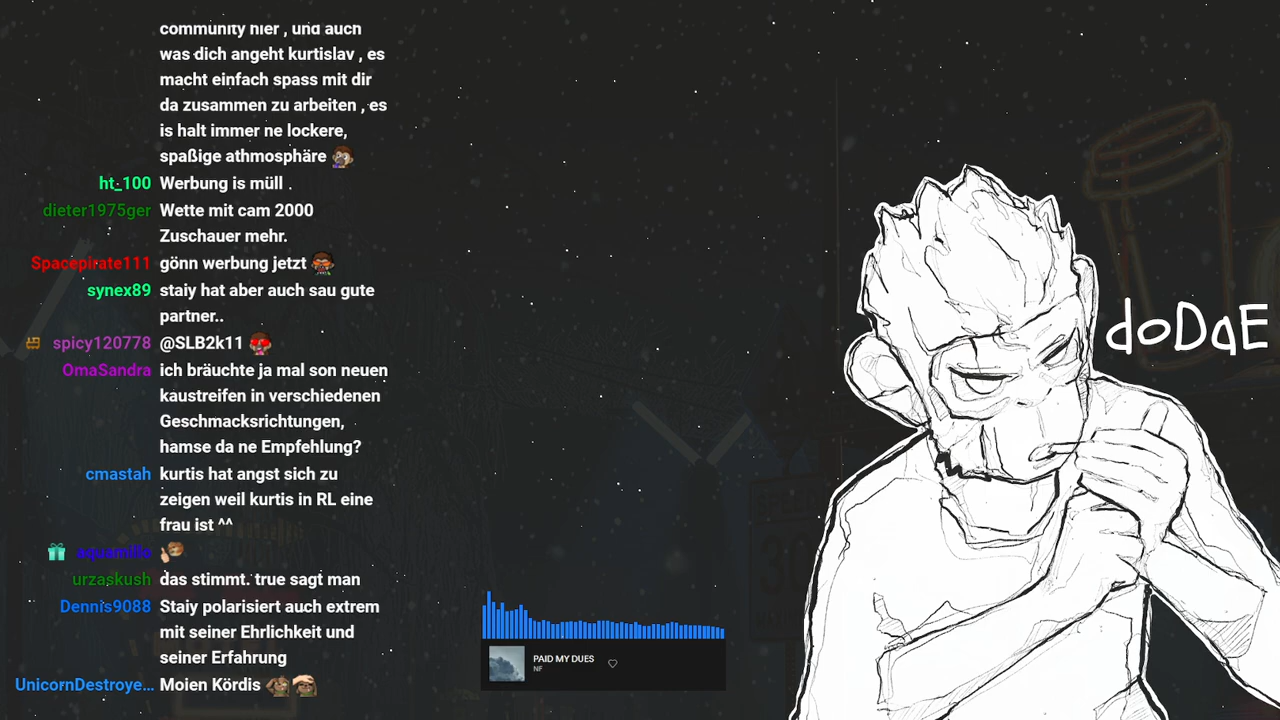 community hier , und auch
was dich angeht kurtislav , es
macht einfach spass mit dir
da zusammen zu arbeiten , es
is halt immer ne lockere,
spaßige athmosphäre
ht_100 Werbung is müll .
dieter1975ger Wette mit cam 2000
Zuschauer mehr.
Spacepirate111 gönn werbung jetzt
synex89 staiy hat aber auch sau gute
partner..
spicy120778 @SLB2k11
OmaSandra ich bräuchte ja mal son neuen
kaustreifen in verschiedenen
Geschmacksrichtungen,
hamse da ne Empfehlung?
cmastah kurtis hat angst sich zu
zeigen weil kurtis in RL eine
frau ist ^^
aquamillo
urzaskush das stimmt. true sagt man
Dennis9088 Staiy polarisiert auch extrem
mit seiner Ehrlichkeit und
seiner Erfahrung
UnicornDestroye... Moien Kördis
PAID MY DUES
NF
doDaE